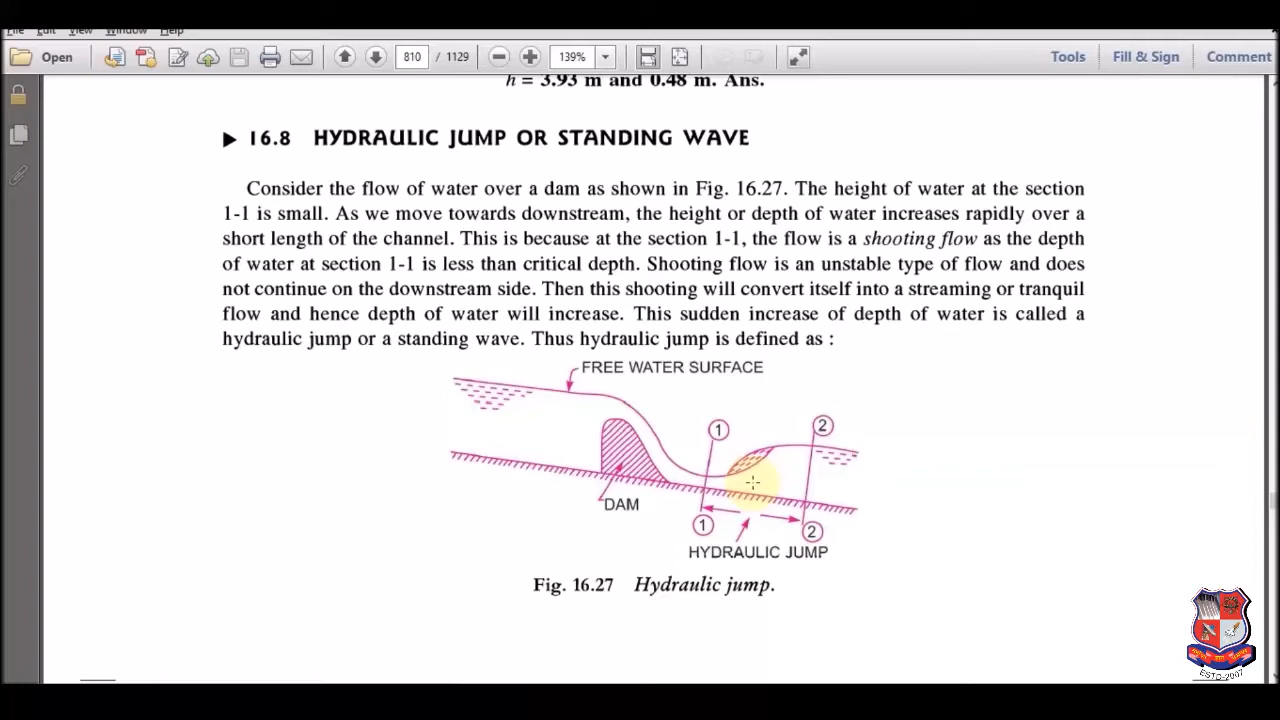 File Edit View Window Help
Open 810 / 1129 139% Tools Fill & Sign Comment
h = 3.93 m and 0.48 m. Ans.
16.8 HYDRAULIC JUMP OR STANDING WAVE
Consider the flow of water over a dam as shown in Fig. 16.27. The height of water at the section
1-1 is small. As we move towards downstream, the height or depth of water increases rapidly over a
short length of the channel. This is because at the section 1-1, the flow is a shooting flow as the depth
of water at section 1-1 is less than critical depth. Shooting flow is an unstable type of flow and does
not continue on the downstream side. Then this shooting will convert itself into a streaming or tranquil
flow and hence depth of water will increase. This sudden increase of depth of water is called a
hydraulic jump or a standing wave. Thus hydraulic jump is defined as :
FREE WATER SURFACE
1 2
DAM
1 2
HYDRAULIC JUMP
Fig. 16.27 Hydraulic jump.
ESTD-2007